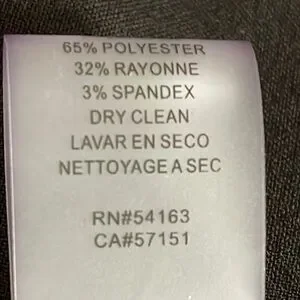 65% POLYESTER
32% RAYONNE
3% SPANDEX
DRY CLEAN
LAVAR EN SECO
NETTOYAGE A SEC
RN#54163
CA#57151